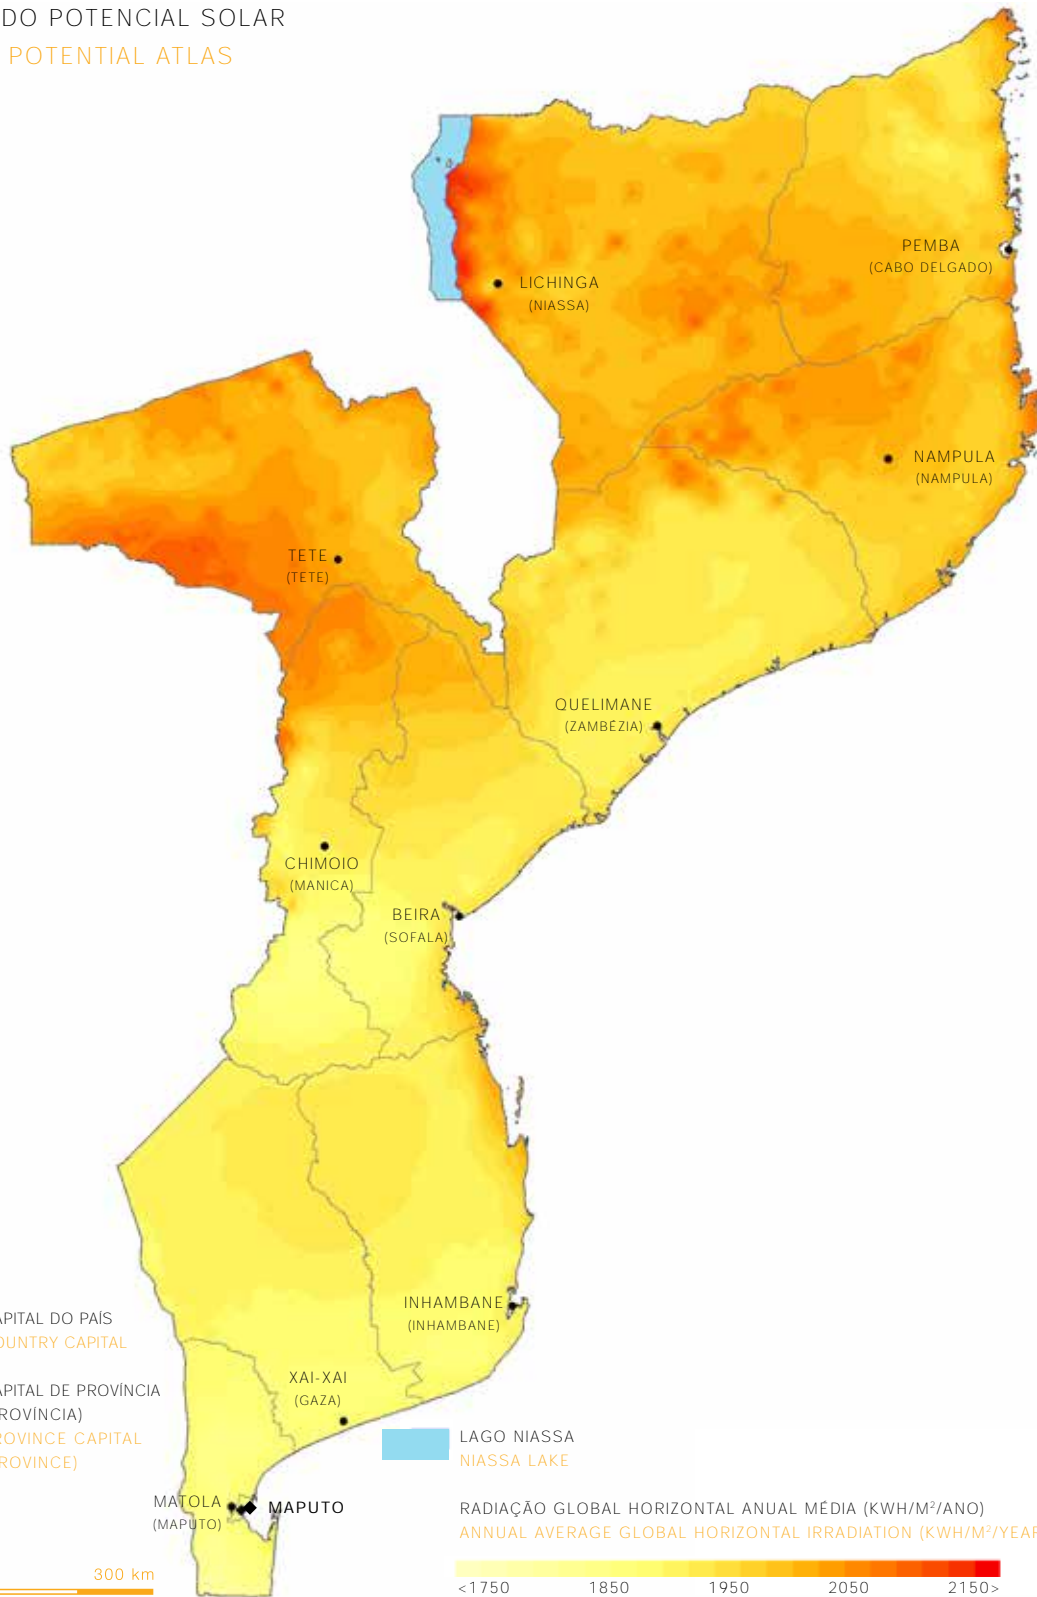 DO POTENCIAL SOLAR
POTENTIAL ATLAS
PEMBA
(CABO DELGADO)
LICHINGA
(NIASSA)
NAMPULA
(NAMPULA)
TETE
(TETE)
QUELIMANE
(ZAMBÉZIA)
CHIMOIO
(MANICA)
BEIRA
(SOFALA)
INHAMBANE
(INHAMBANE)
XAI-XAI
(GAZA)
MATOLA
(MAPUTO)
MAPUTO
APITAL DO PAÍS
OUNTRY CAPITAL
APITAL DE PROVÍNCIA
ROVÍNCIA)
ROVINCE CAPITAL
ROVINCE)
300 km
LAGO NIASSA
NIASSA LAKE
RADIAÇÃO GLOBAL HORIZONTAL ANUAL MÉDIA (KWH/M²/ANO)
ANNUAL AVERAGE GLOBAL HORIZONTAL IRRADIATION (KWH/M²/YEAR
<1750 1850 1950 2050 2150>